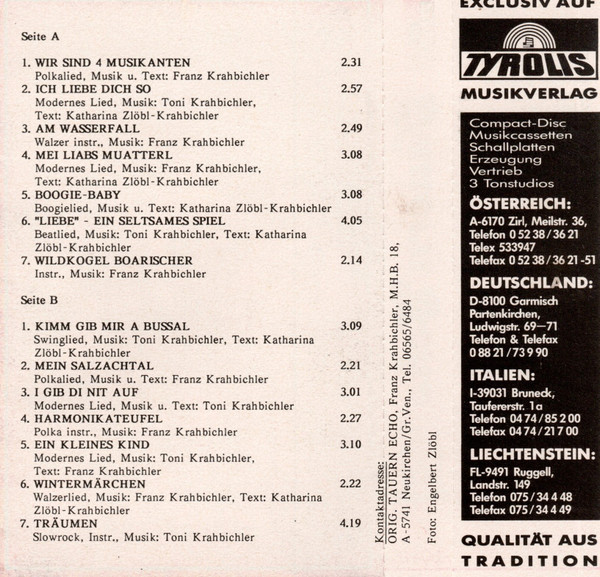 Seite A
1. WIR SIND 4 MUSIKANTEN 2.31
Polkalied, Musik u. Text: Franz Krahbichler
2. ICH LIEBE DICH SO 2.57
Modernes Lied, Musik: Toni Krahbichler,
Text: Katharina Zlöbl-Krahbichler
3. AM WASSERFALL 2.49
Walzer instr., Musik: Franz Krahbichler
4. MEI LIABS MUATTERL 3.08
Modernes Lied, Musik: Franz Krahbichler,
Text: Katharina Zlöbl-Krahbichler
5. BOOGIE-BABY 3.08
Boogielied, Musik u. Text: Katharina Zlöbl-Krahbichler
6. "LIEBE" - EIN SELTSAMES SPIEL 4.05
Beatlied, Musik: Toni Krahbichler, Text: Katharina
Zlöbl-Krahbichler
7. WILDKOGEL BOARISCHER 2.14
Instr., Musik: Franz Krahbichler
Seite B
1. KIMM GIB MIR A BUSSAL 3.09
Swinglied, Musik: Toni Krahbichler, Text: Katharina
Zlöbl-Krahbichler
2. MEIN SALZACHTAL 2.21
Polkalied, Musik u. Text: Franz Krahbichler
3. I GIB DI NIT AUF 3.01
Modernes Lied, Musik u. Text: Toni Krahbichler
4. HARMONIKATEUFEL 2.27
Polka instr., Musik: Franz Krahbichler
5. EIN KLEINES KIND 3.10
Modernes Lied, Musik: Toni Krahbichler,
Text: Franz Krahbichler
6. WINTERMÄRCHEN 2.22
Walzerlied, Musik: Franz Krahbichler, Text: Katharina
Zlöbl-Krahbichler
7. TRÄUMEN 4.19
Slowrock, Instr., Musik: Toni Krahbichler
Kontaktadresse:
ORIG. TAUERN ECHO, Franz Krahbichler, M.H.B. 18,
A-5741 Neukirchen/Gr.Ven., Tel. 06565/6484
Foto: Engelbert Zlöbl
EXCLUSIV AUF
TYROLIS
MUSIKVERLAG
Compact-Disc
Musikcassetten
Schallplatten
Erzeugung
Vertrieb
3 Tonstudios
ÖSTERREICH:
A-6170 Zirl, Meilstr. 36,
Telefon 0 52 38/36 21
Telex 533947
Telefax 0 52 38/36 21-51
DEUTSCHLAND:
D-8100 Garmisch
Partenkirchen,
Ludwigstr. 69–71
Telefon & Telefax
0 88 21/73 9 90
ITALIEN:
I-39031 Bruneck,
Taufererstr. 1a
Telefon 04 74/85 2 00
Telefax 04 74/21 7 00
LIECHTENSTEIN:
FL-9491 Ruggell,
Landstr. 149
Telefon 075/34 4 48
Telefax 075/34 4 49
QUALITÄT AUS
TRADITION